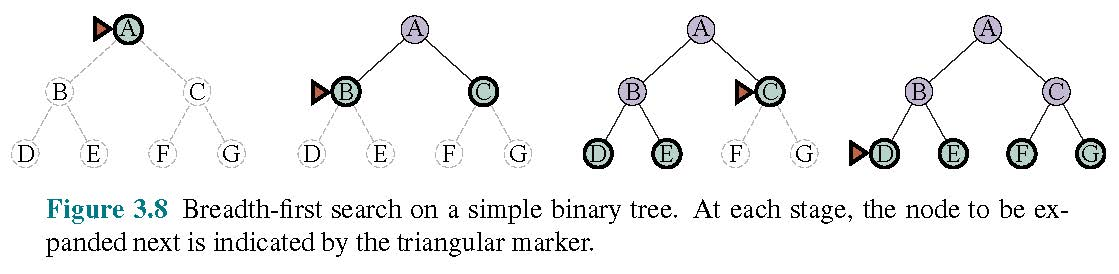 A A A A
B C B C B C B C
D E F G D E F G D E F G D E F G
Figure 3.8 Breadth-first search on a simple binary tree. At each stage, the node to be ex-
panded next is indicated by the triangular marker.